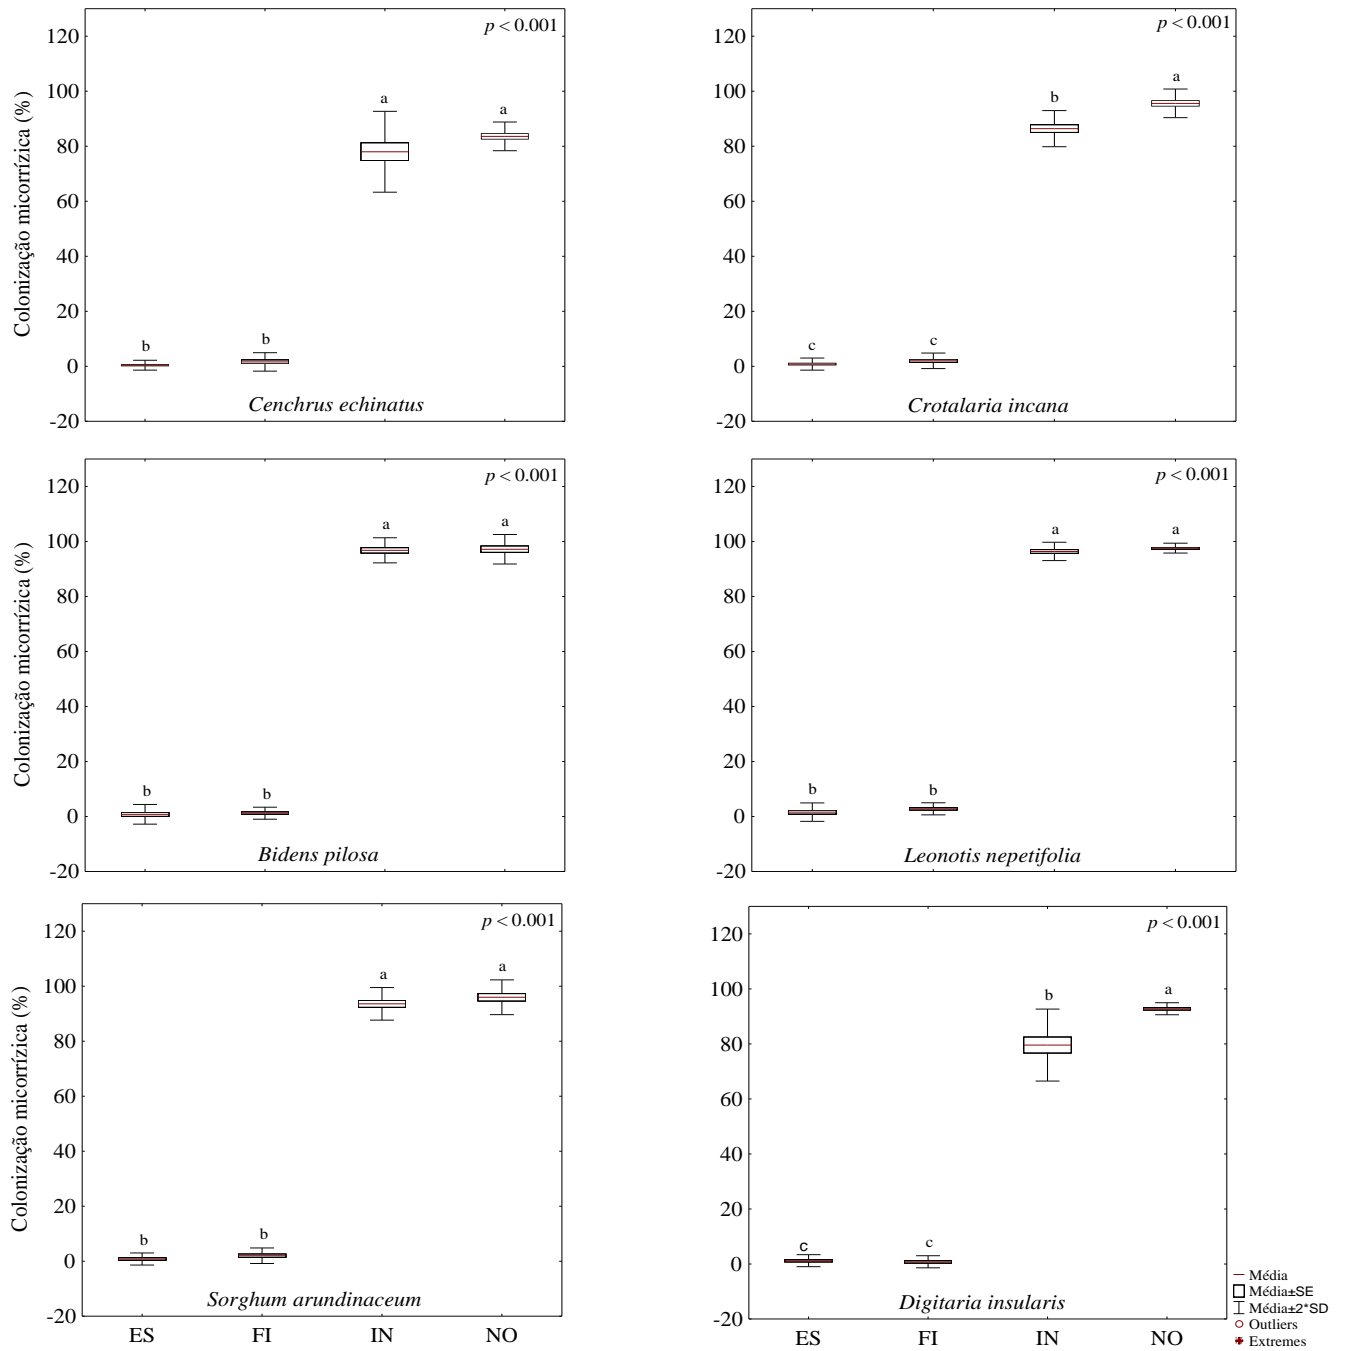 120
100
80
60
40
20
0
-20
Colonização micorrízica (%)
p < 0.001
b
b
a
a
Cenchrus echinatus
120
100
80
60
40
20
0
-20
p < 0.001
c
c
b
a
Crotalaria incana
120
100
80
60
40
20
0
-20
Colonização micorrízica (%)
p < 0.001
b
b
a
a
Bidens pilosa
120
100
80
60
40
20
0
-20
p < 0.001
b
b
a
a
Leonotis nepetifolia
120
100
80
60
40
20
0
-20
Colonização micorrízica (%)
p < 0.001
b
b
a
a
Sorghum arundinaceum
ES FI IN NO
120
100
80
60
40
20
0
-20
p < 0.001
c
c
b
a
Digitaria insularis
ES FI IN NO
Média
Média±SE
Média±2*SD
Outliers
Extremes